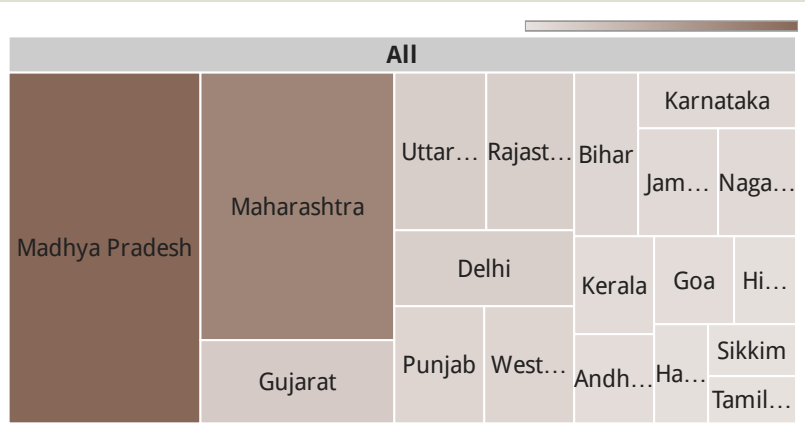 All
Madhya Pradesh
Maharashtra
Gujarat
Uttar…
Rajast…
Delhi
Punjab
West…
Bihar
Karnataka
Jam…
Naga…
Kerala
Goa
Hi…
Andh…
Ha…
Sikkim
Tamil…